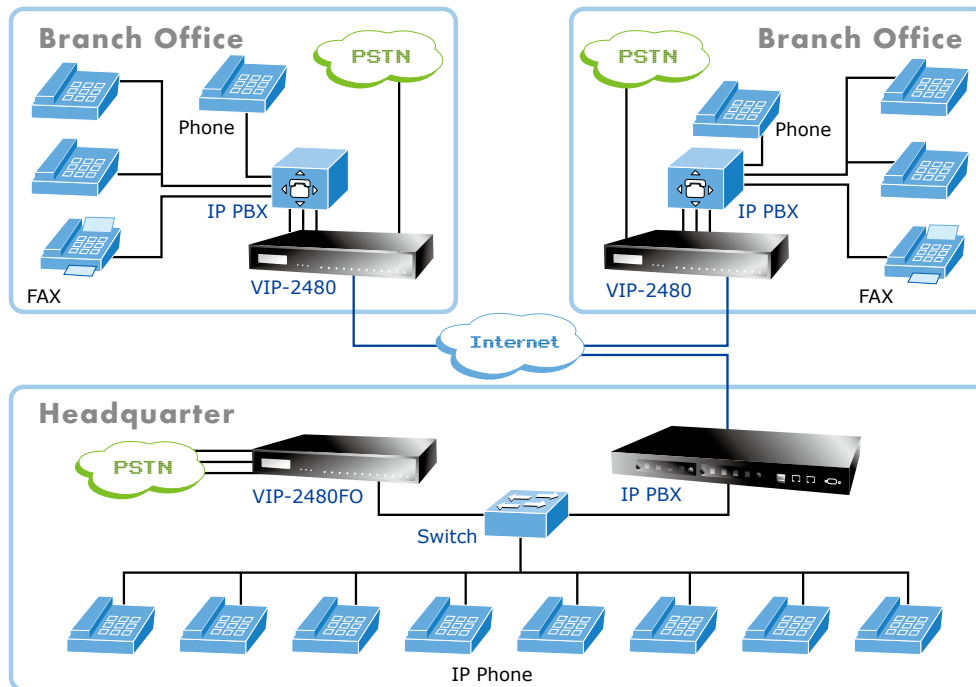 Branch Office
PSTN
Phone
IP PBX
VIP-2480
FAX
Branch Office
PSTN
Phone
IP PBX
VIP-2480
FAX
Internet
Headquarter
PSTN
VIP-2480FO
IP PBX
Switch
IP Phone